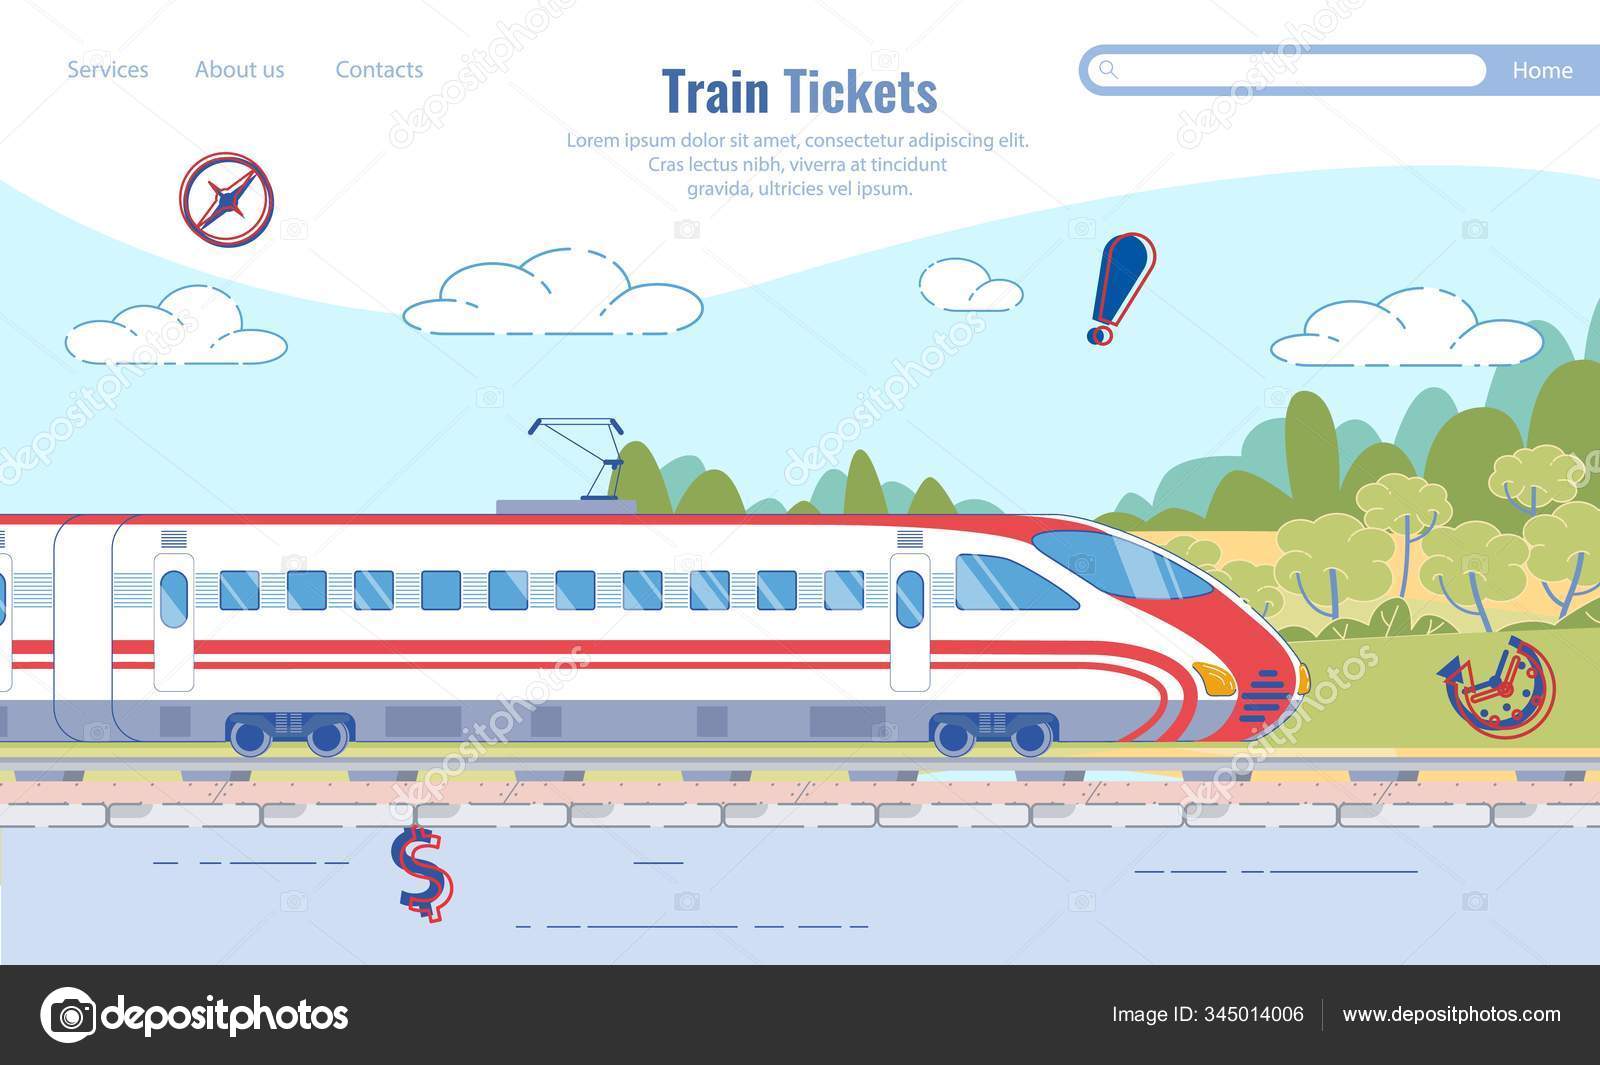 Services About us Contacts
Home
Train Tickets
Lorem ipsum dolor sit amet, consectetur adipiscing elit.
Cras lectus nibh, viverra at tincidunt
gravida, ultricies vel ipsum.
$
depositphotos
Image ID: 345014006 www.depositphotos.com